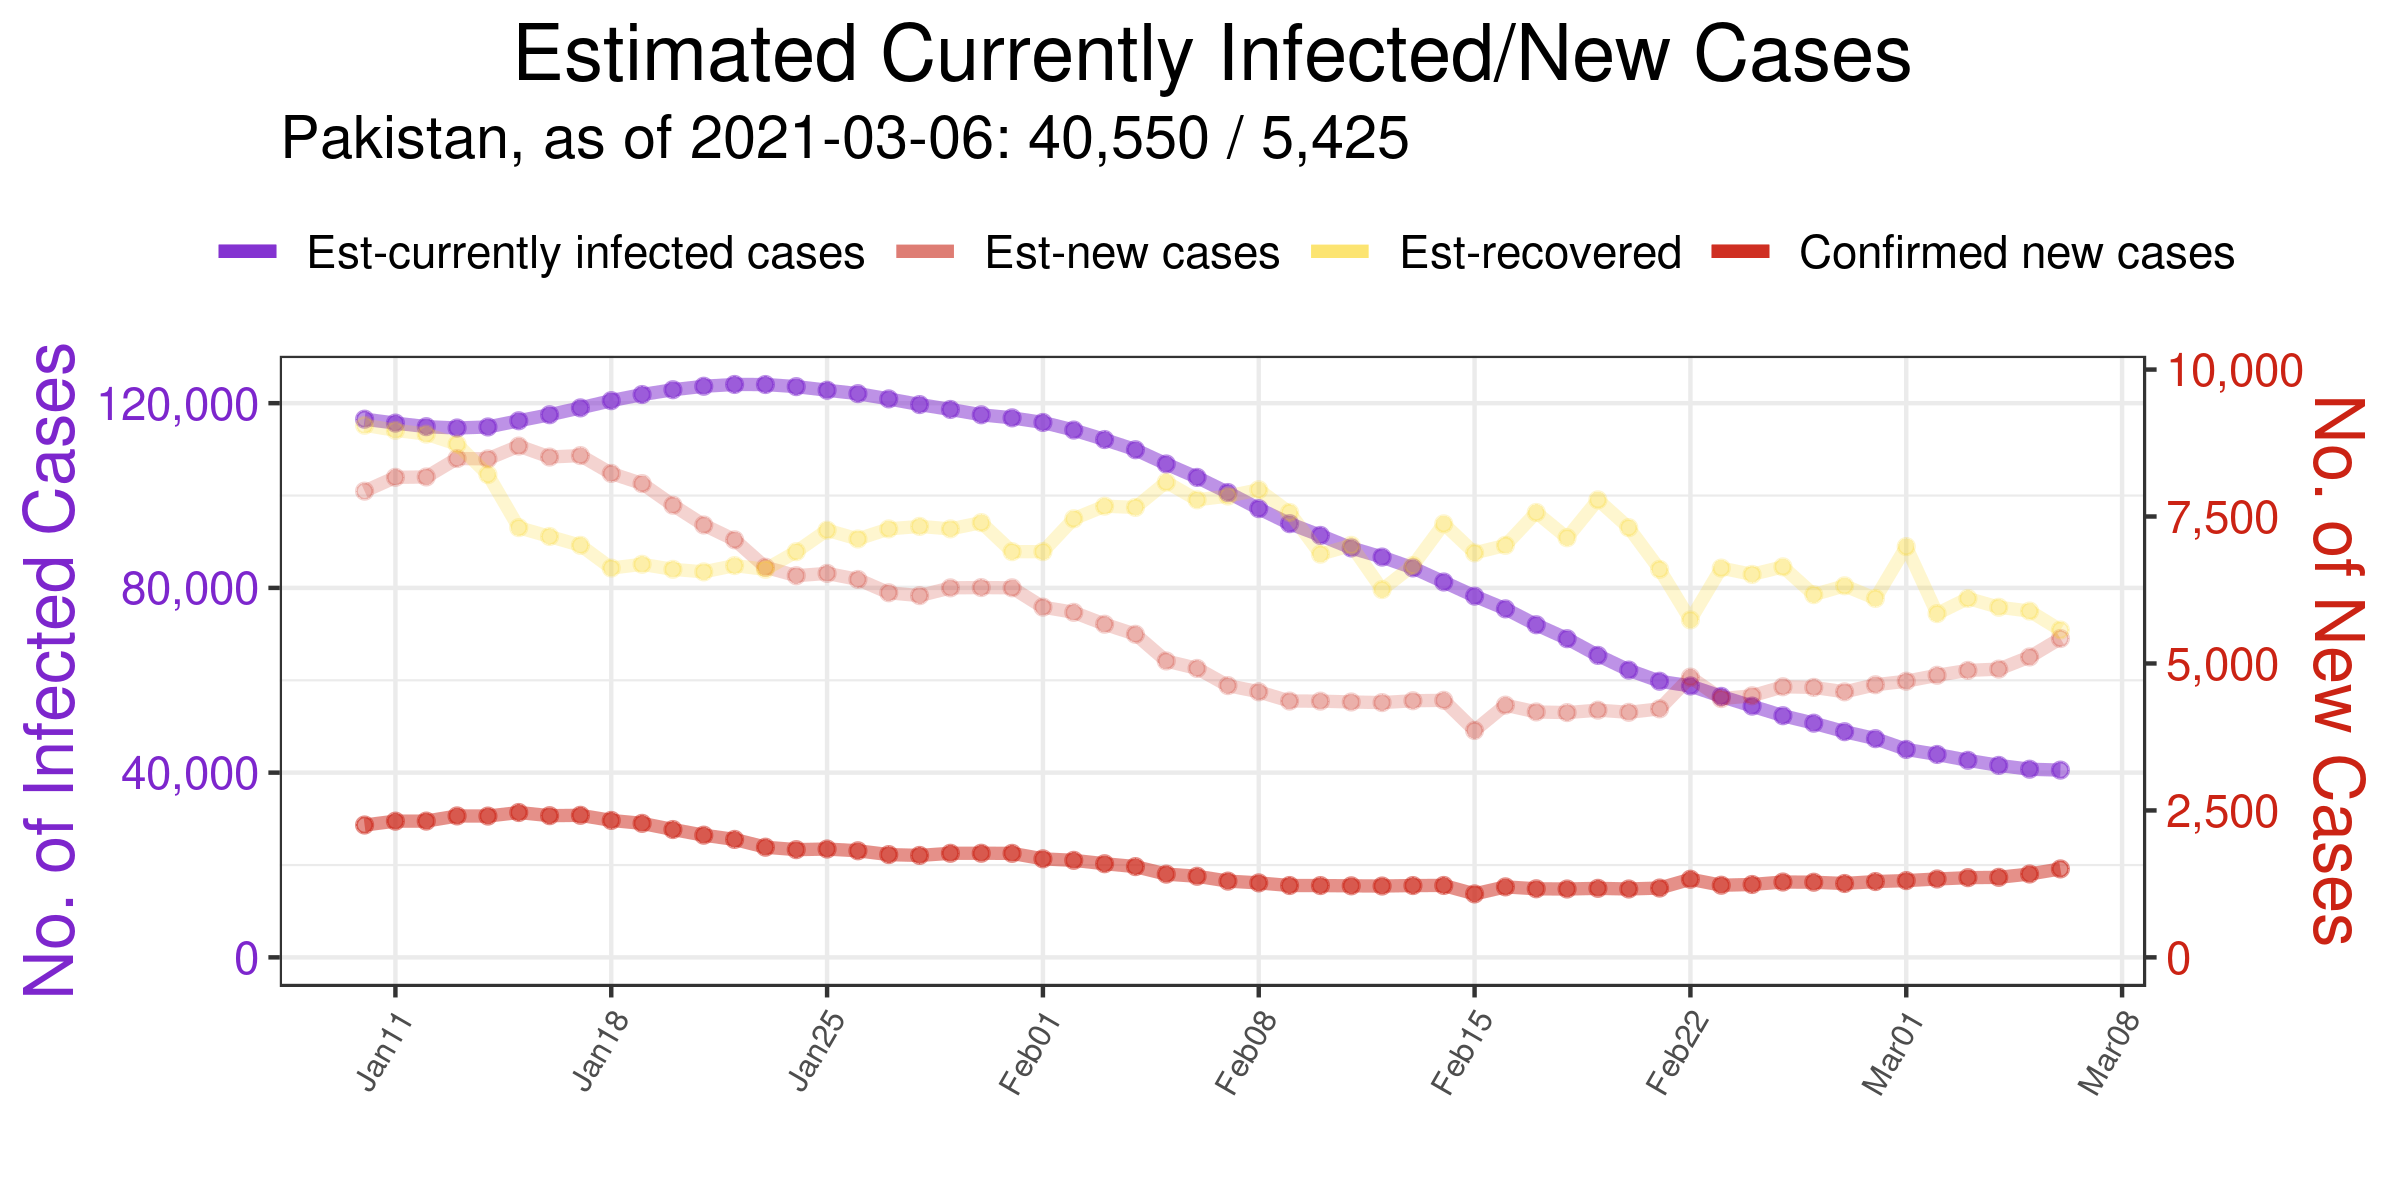 Estimated Currently Infected/New Cases
Pakistan, as of 2021-03-06: 40,550 / 5,425
Est-currently infected cases Est-new cases Est-recovered Confirmed new cases
No. of Infected Cases
120,000
80,000
40,000
0
10,000
7,500
5,000
2,500
0
No. of New Cases
Jan11 Jan18 Jan25 Feb01 Feb08 Feb15 Feb22 Mar01 Mar08